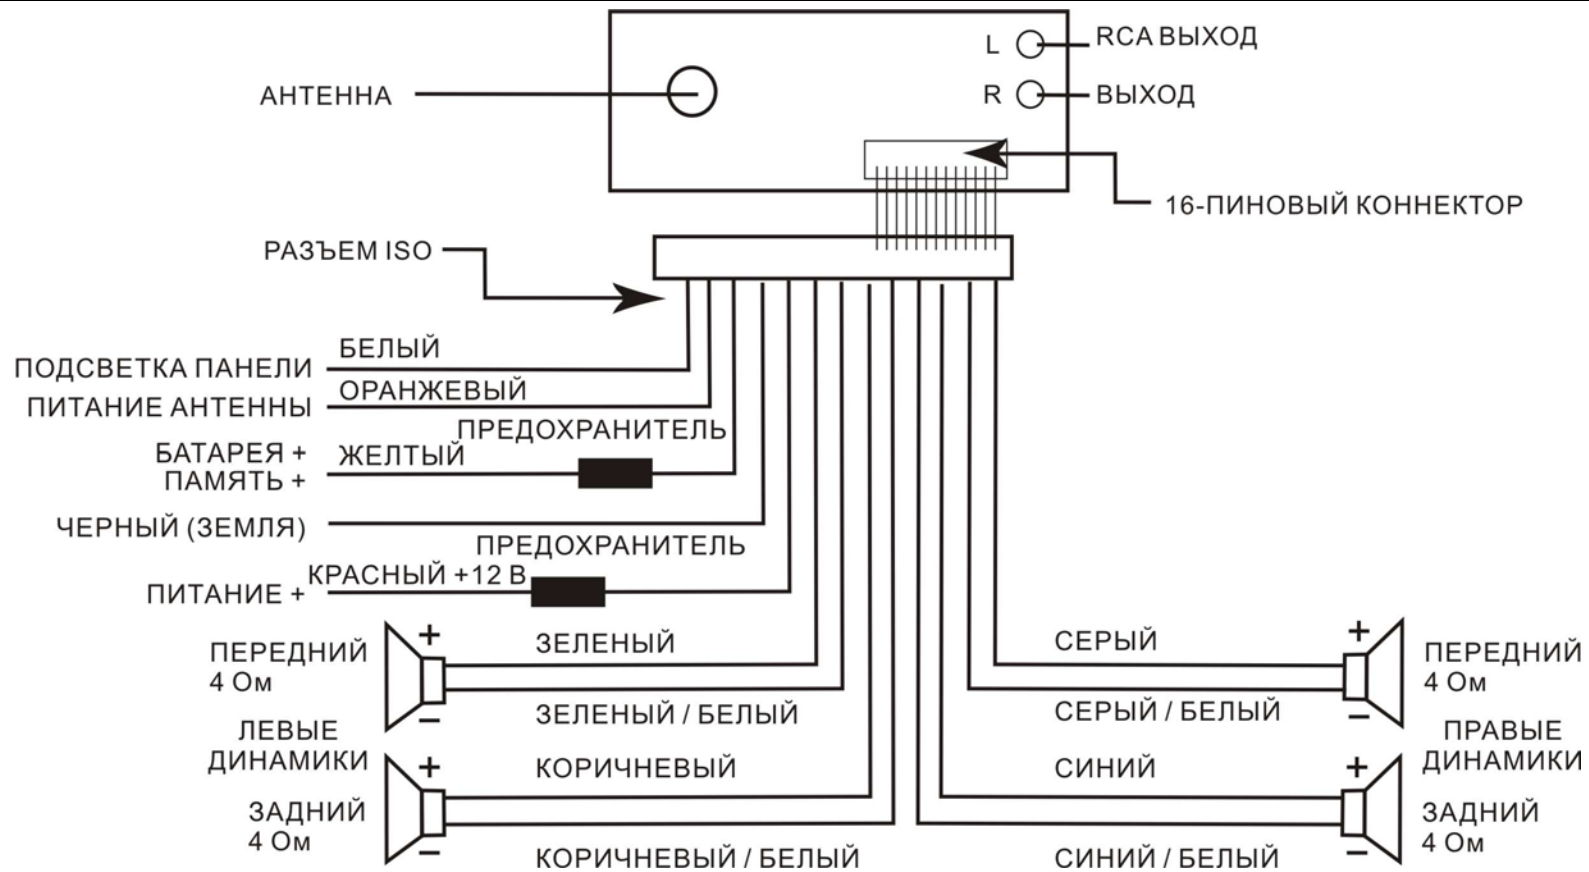 L
RCA ВЫХОД
АНТЕННА
R
ВЫХОД
16-ПИНОВЫЙ КОННЕКТОР
РАЗЪЕМ ISO
БЕЛЫЙ
ПОДСВЕТКА ПАНЕЛИ
ОРАНЖЕВЫЙ
ПИТАНИЕ АНТЕННЫ
ПРЕДОХРАНИТЕЛЬ
БАТАРЕЯ +
ЖЕЛТЫЙ
ПАМЯТЬ +
ЧЕРНЫЙ (ЗЕМЛЯ)
ПРЕДОХРАНИТЕЛЬ
КРАСНЫЙ +12 В
ПИТАНИЕ +
ПЕРЕДНИЙ
4 Ом
+
−
ЗЕЛЕНЫЙ
ЗЕЛЕНЫЙ / БЕЛЫЙ
ЛЕВЫЕ
ДИНАМИКИ
ЗАДНИЙ
4 Ом
+
−
КОРИЧНЕВЫЙ
КОРИЧНЕВЫЙ / БЕЛЫЙ
СЕРЫЙ
СЕРЫЙ / БЕЛЫЙ
+
−
ПЕРЕДНИЙ
4 Ом
ПРАВЫЕ
ДИНАМИКИ
СИНИЙ
СИНИЙ / БЕЛЫЙ
+
−
ЗАДНИЙ
4 Ом